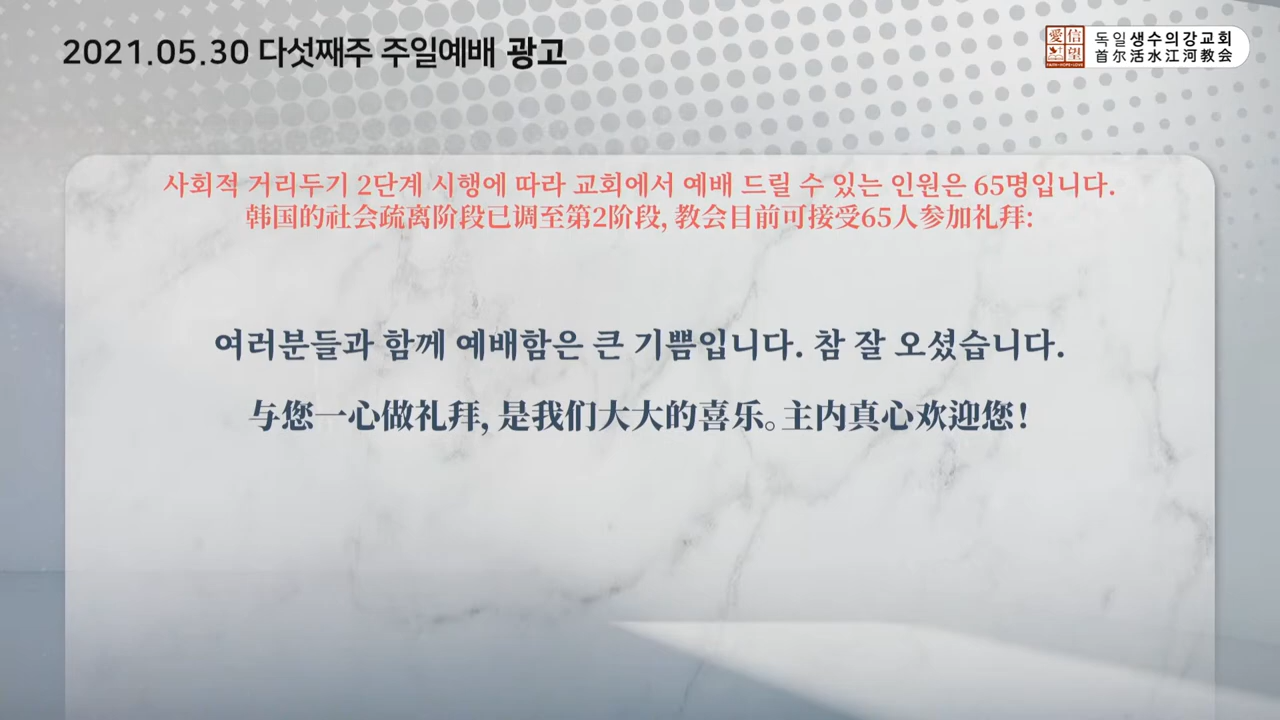 2021.05.30 다섯째주 주일예배 광고
愛信
望
FAITH·HOPE·LOVE
독일생수의강교회
首尔活水江河教会
사회적 거리두기 2단계 시행에 따라 교회에서 예배 드릴 수 있는 인원은 65명입니다.
韩国的社会疏离阶段已调至第2阶段, 教会目前可接受65人参加礼拜:
여러분들과 함께 예배함은 큰 기쁨입니다. 참 잘 오셨습니다.
与您一心做礼拜, 是我们大大的喜乐。主内真心欢迎您!